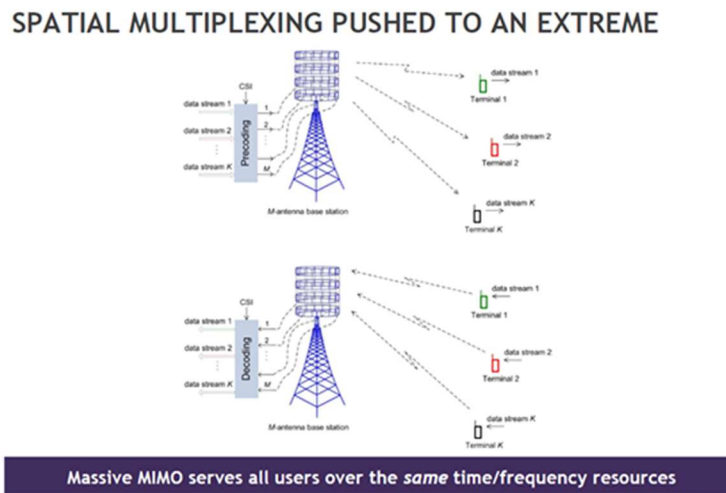 SPATIAL MULTIPLEXING PUSHED TO AN EXTREME
CSI
data stream 1
data stream 2
data stream K
Precoding
1
2
M
M-antenna base station
data stream 1
Terminal 1
data stream 2
Terminal 2
data stream K
Terminal K
CSI
data stream 1
data stream 2
data stream K
Decoding
1
2
M
M-antenna base station
data stream 1
Terminal 1
data stream 2
Terminal 2
data stream K
Terminal K
Massive MIMO serves all users over the same time/frequency resources